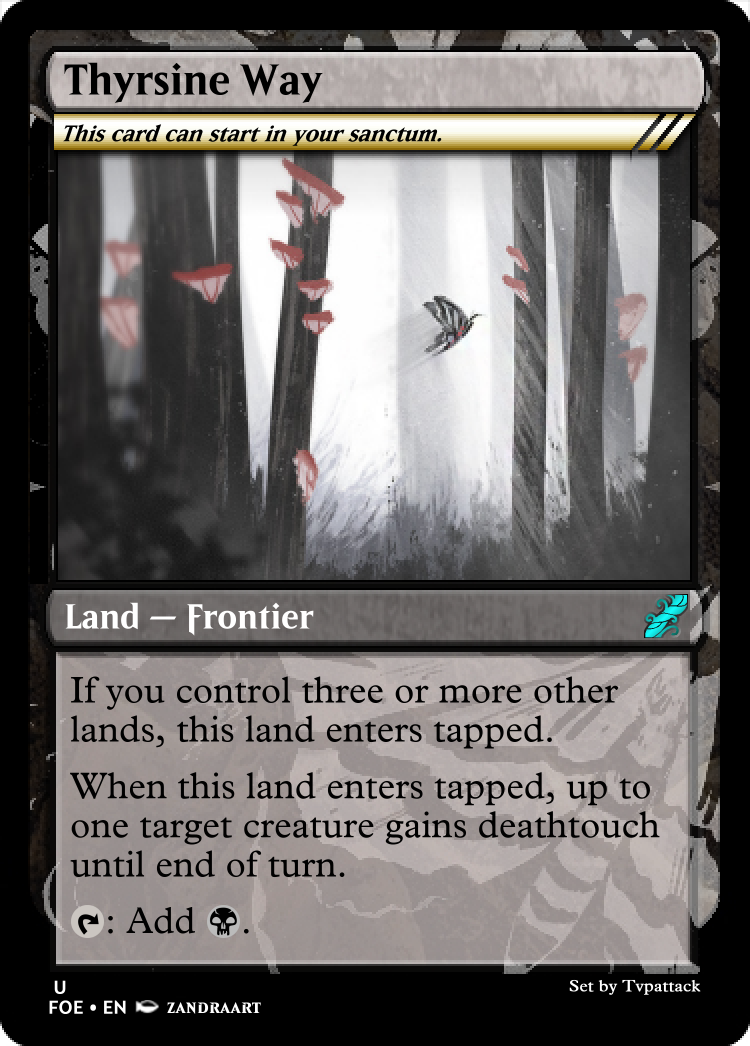 Thyrsine Way
This card can start in your sanctum.
Land — Frontier
If you control three or more other
lands, this land enters tapped.
When this land enters tapped, up to
one target creature gains deathtouch
until end of turn.
: Add .
U
Set by Tvpattack
FOE • EN ZANDRAART